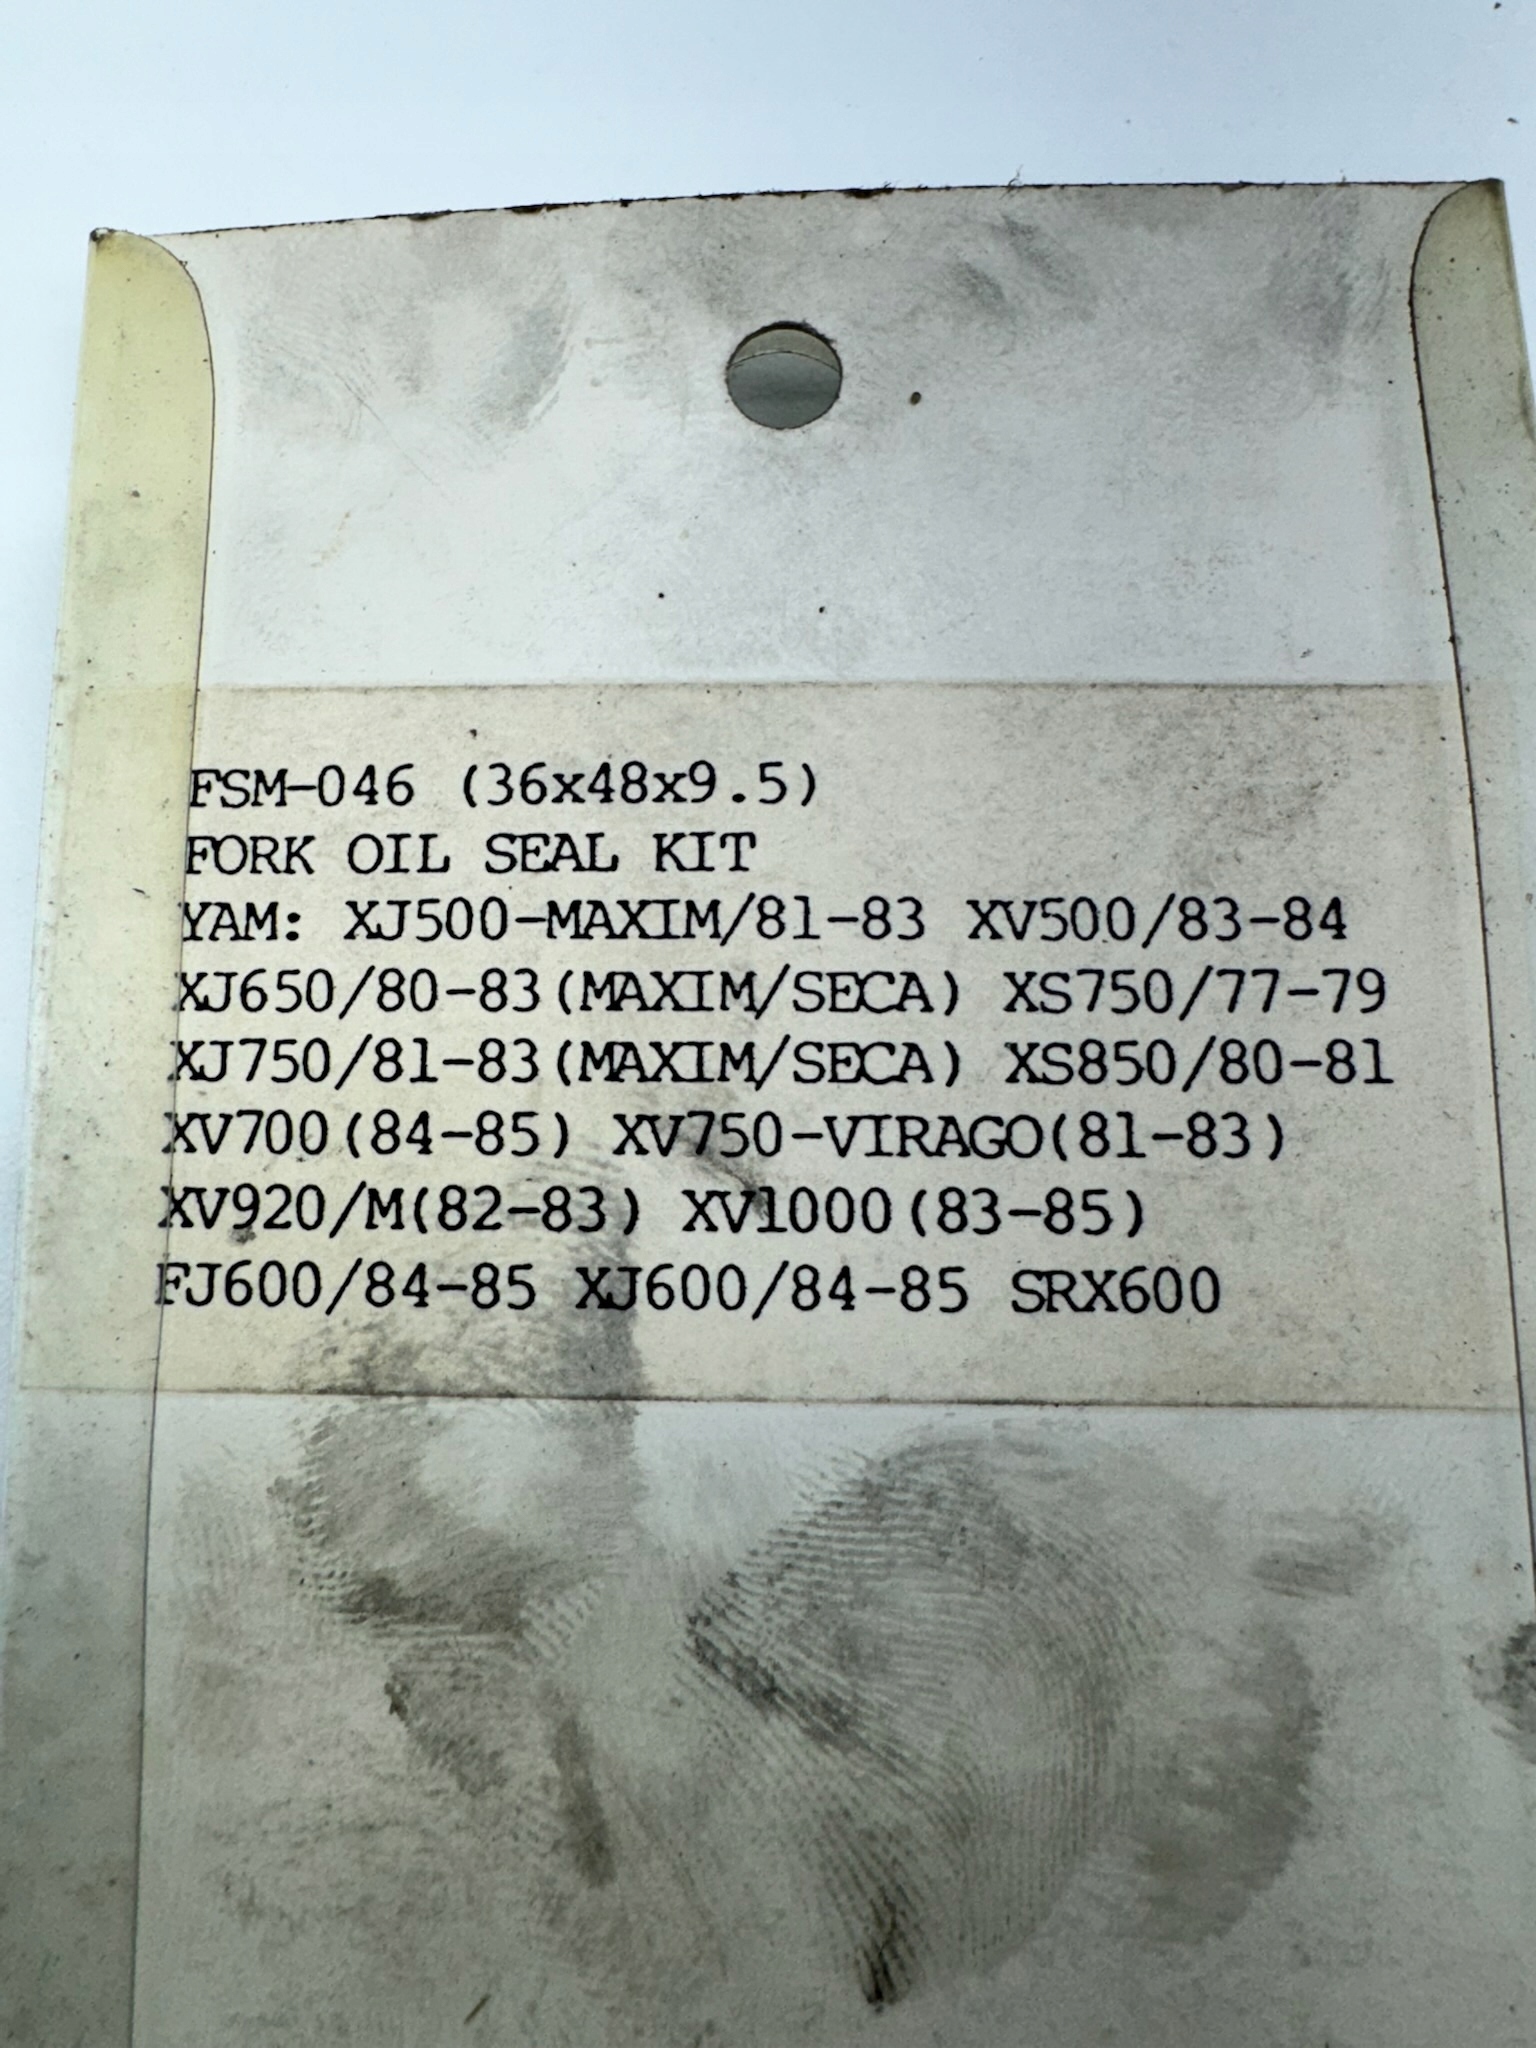 FSM-046 (36x48x9.5)
FORK OIL SEAL KIT
YAM: XJ500-MAXIM/81-83 XV500/83-84
XJ650/80-83(MAXIM/SECA) XS750/77-79
XJ750/81-83(MAXIM/SECA) XS850/80-81
XV700(84-85) XV750-VIRAGO(81-83)
XV920/M(82-83) XV1000(83-85)
FJ600/84-85 XJ600/84-85 SRX600